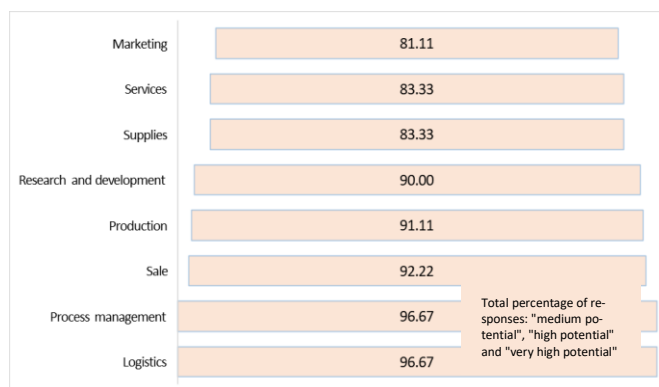 Marketing 81.11
Services 83.33
Supplies 83.33
Research and development 90.00
Production 91.11
Sale 92.22
Process management 96.67
Logistics 96.67
Total percentage of re-
sponses: "medium po-
tential", "high potential"
and "very high potential"